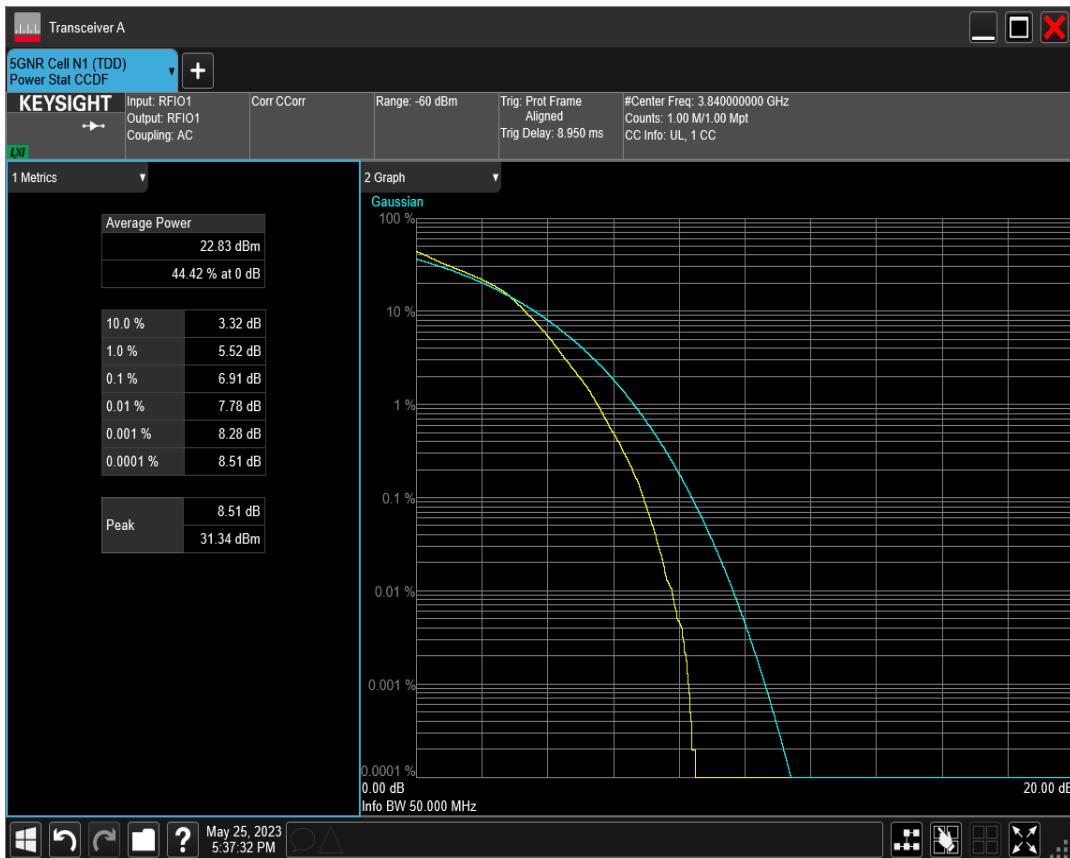 Transceiver A
5GNR Cell N1 (TDD)
Power Stat CCDF
KEYSIGHT
LXI
Input: RFIO1
Output: RFIO1
Coupling: AC
Corr CCorr
Range: -60 dBm
Trig: Prot Frame
Aligned
Trig Delay: 8.950 ms
#Center Freq: 3.840000000 GHz
Counts: 1.00 M/1.00 Mpt
CC Info: UL, 1 CC
1 Metrics
Average Power
22.83 dBm
44.42 % at 0 dB
10.0 % 3.32 dB
1.0 % 5.52 dB
0.1 % 6.91 dB
0.01 % 7.78 dB
0.001 % 8.28 dB
0.0001 % 8.51 dB
Peak 8.51 dB
31.34 dBm
2 Graph
Gaussian
100 %
10 %
1 %
0.1 %
0.01 %
0.001 %
0.0001 %
0.00 dB 20.00 dB
Info BW 50.000 MHz
May 25, 2023
5:37:32 PM